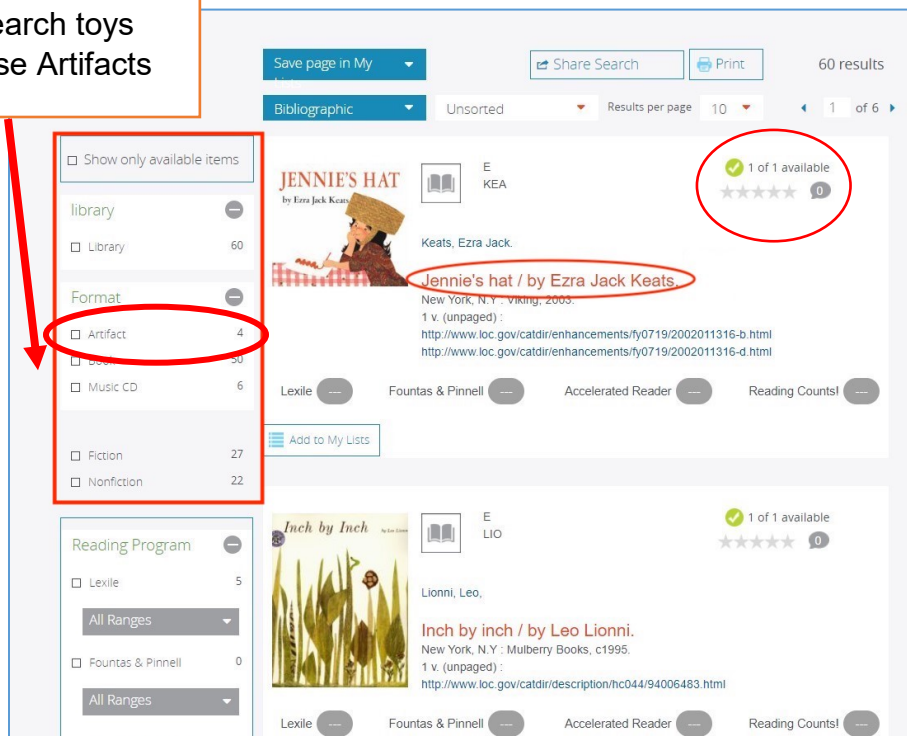 earch toys
se Artifacts
Save page in My
Share Search
Print
60 results
Bibliographic
Unsorted
Results per page
10
1 of 6
Show only available items
library
Library 60
Format
Artifact 4
Book 50
Music CD 6
Fiction 27
Nonfiction 22
Reading Program
Lexile 5
All Ranges
Fountas & Pinnell 0
All Ranges
JENNIE'S HAT
by Ezra Jack Keats
E
KEA
1 of 1 available
0
Keats, Ezra Jack.
Jennie's hat / by Ezra Jack Keats.
New York, N.Y : Viking, 2003.
1 v. (unpaged) :
http://www.loc.gov/catdir/enhancements/fy0719/2002011316-b.html
http://www.loc.gov/catdir/enhancements/fy0719/2002011316-d.html
Lexile --- Fountas & Pinnell --- Accelerated Reader --- Reading Counts! ---
Add to My Lists
Inch by Inch
E
LIO
1 of 1 available
0
Lionni, Leo,
Inch by inch / by Leo Lionni.
New York, N.Y : Mulberry Books, c1995.
1 v. (unpaged) :
http://www.loc.gov/catdir/description/hc044/94006483.html
Lexile --- Fountas & Pinnell --- Accelerated Reader --- Reading Counts! ---